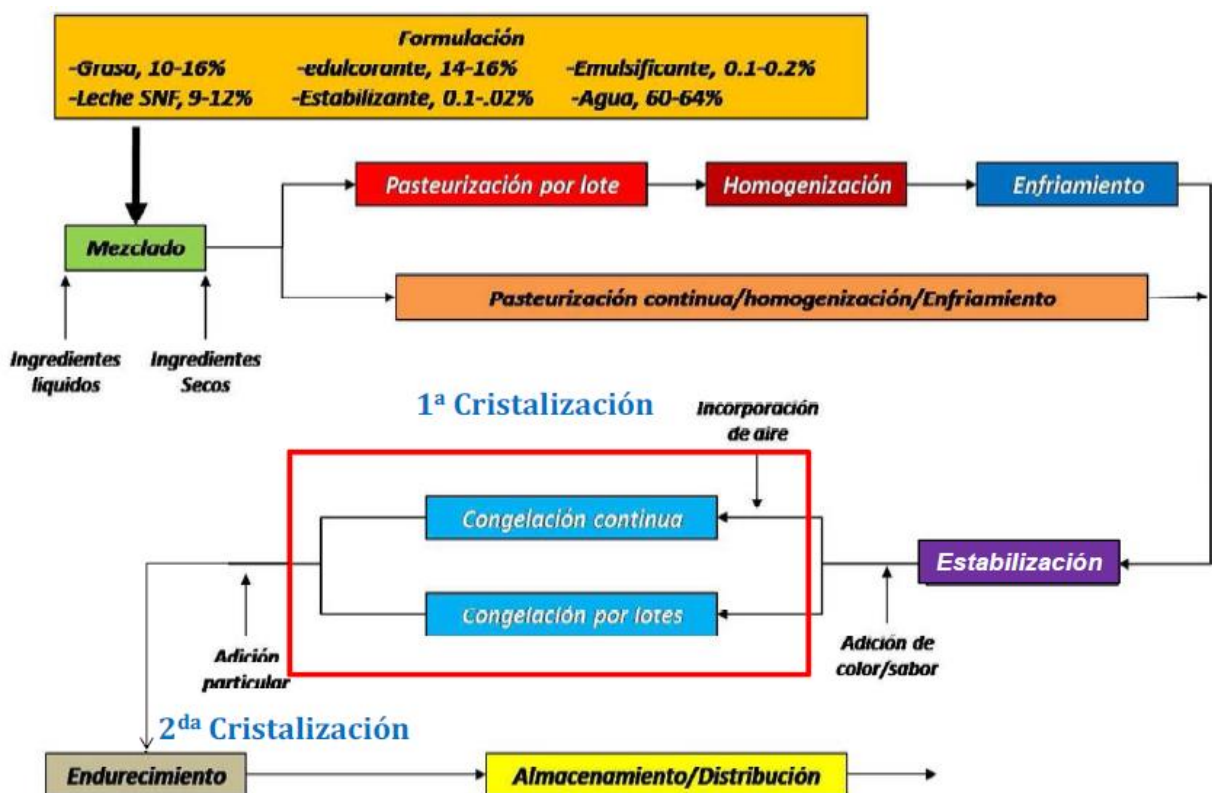 Formulación
-Grasa, 10-16% -edulcorante, 14-16% -Emulsificante, 0.1-0.2%
-Leche SNF, 9-12% -Estabilizante, 0.1-.02% -Agua, 60-64%
Pasteurización por lote
Homogenización
Enfriamiento
Mezclado
Pasteurización continua/homogenización/Enfriamiento
Ingredientes
líquidos
Ingredientes
Secos
1ª Cristalización
Incorporación
de aire
Congelación continua
Estabilización
Congelación por lotes
Adición
particular
Adición de
color/sabor
2da Cristalización
Endurecimiento
Almacenamiento/Distribución